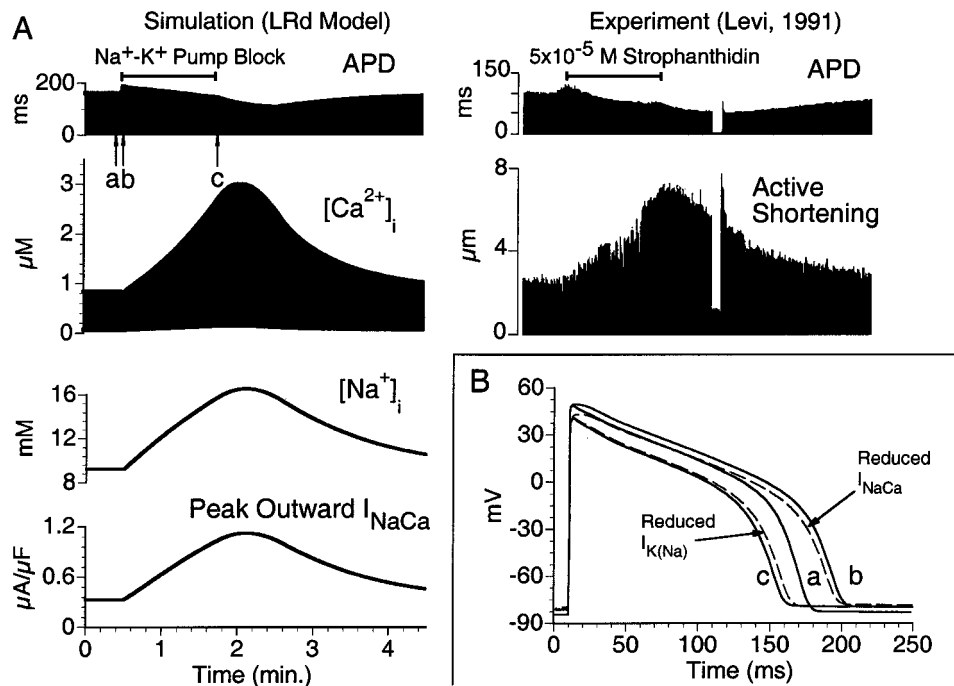 A
Simulation (LRd Model)
Na⁺-K⁺ Pump Block
APD
200
ms
0
a b
c
3
2
1
0
µM
[Ca²⁺]i
16
12
8
mM
[Na⁺]i
Peak Outward INaCa
1.2
0.6
0
µA/µF
0 1 2 3 4
Time (min.)
Experiment (Levi, 1991)
5x10⁻⁵ M Strophanthidin
APD
150
ms
0
8
4
0
µm
Active
Shortening
B
60
30
0
-30
-60
-90
mV
Reduced
INaCa
Reduced
IK(Na)
c a b
0 50 100 150 200 250
Time (ms)